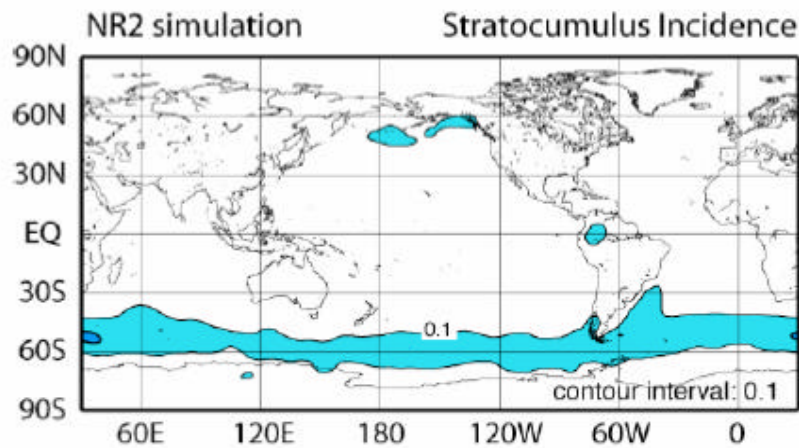 NR2 simulation Stratocumulus Incidence
90N
60N
30N
EQ
30S
0.1
60S
contour interval: 0.1
90S
60E 120E 180 120W 60W 0